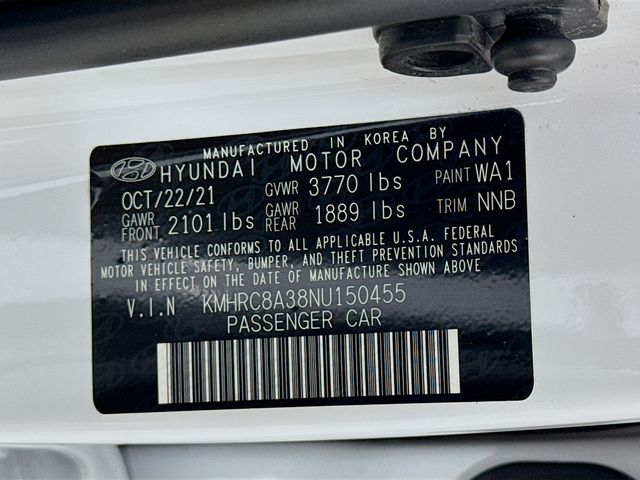 MANUFACTURED IN KOREA BY
HYUNDAI MOTOR COMPANY
OCT/22/21 GVWR 3770 lbs PAINT WA1
GAWR FRONT 2101 lbs GAWR REAR 1889 lbs TRIM NNB
THIS VEHICLE CONFORMS TO ALL APPLICABLE U.S.A. FEDERAL
MOTOR VEHICLE SAFETY, BUMPER, AND THEFT PREVENTION STANDARDS
IN EFFECT ON THE DATE OF MANUFACTURE SHOWN ABOVE
V.I.N KMHRC8A38NU150455
PASSENGER CAR